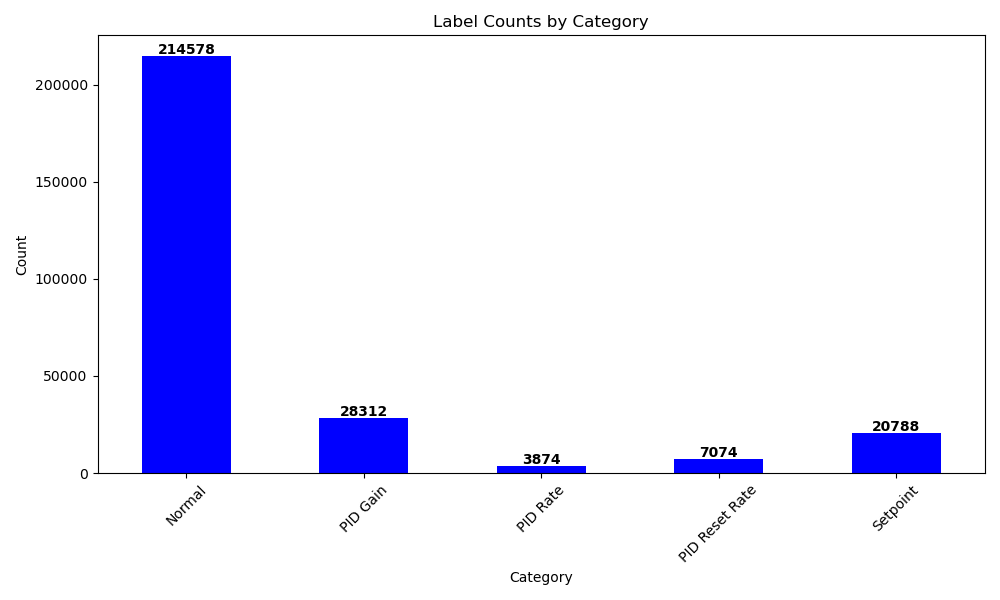 Label Counts by Category
Count
200000
150000
100000
50000
0
214578
28312
3874
7074
20788
Normal
PID Gain
PID Rate
PID Reset Rate
Setpoint
Category